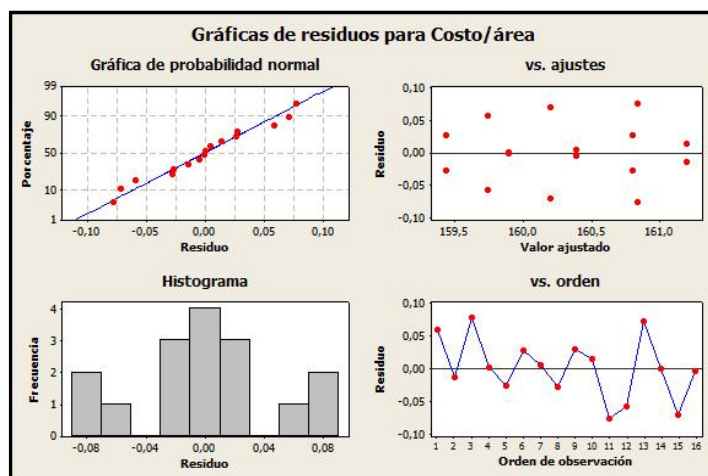 Gráficas de residuos para Costo/área
Gráfica de probabilidad normal
99
90
50
10
1
Porcentaje
-0,10 -0,05 0,00 0,05 0,10
Residuo
vs. ajustes
0,10
0,05
0,00
-0,05
-0,10
Residuo
159,5 160,0 160,5 161,0
Valor ajustado
Histograma
4
3
2
1
0
Frecuencia
-0,08 -0,04 0,00 0,04 0,08
Residuo
vs. orden
0,10
0,05
0,00
-0,05
-0,10
Residuo
1 2 3 4 5 6 7 8 9 10 11 12 13 14 15 16
Orden de observación